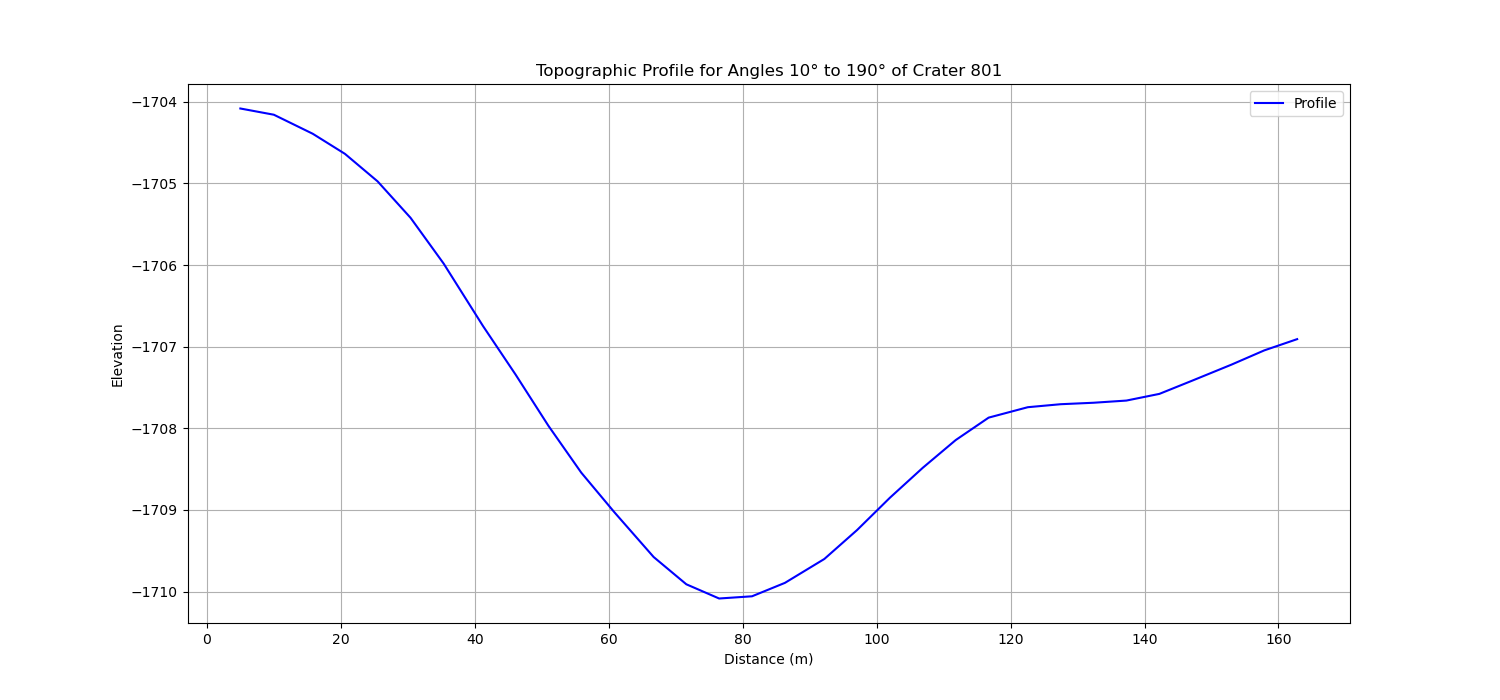 Topographic Profile for Angles 10° to 190° of Crater 801
Profile
−1704
−1705
−1706
−1707
−1708
−1709
−1710
Elevation
0 20 40 60 80 100 120 140 160
Distance (m)